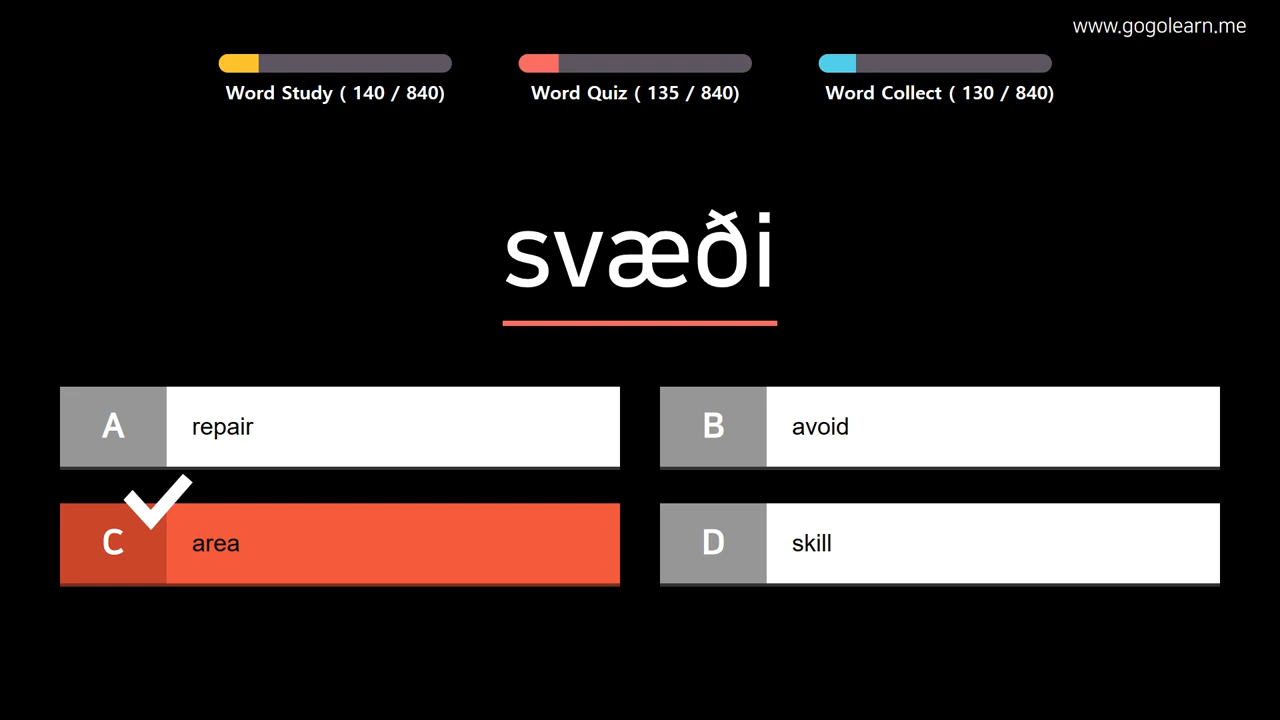 www.gogolearn.me
Word Study ( 140 / 840)
Word Quiz ( 135 / 840)
Word Collect ( 130 / 840)
svæði
A repair
B avoid
C area
D skill